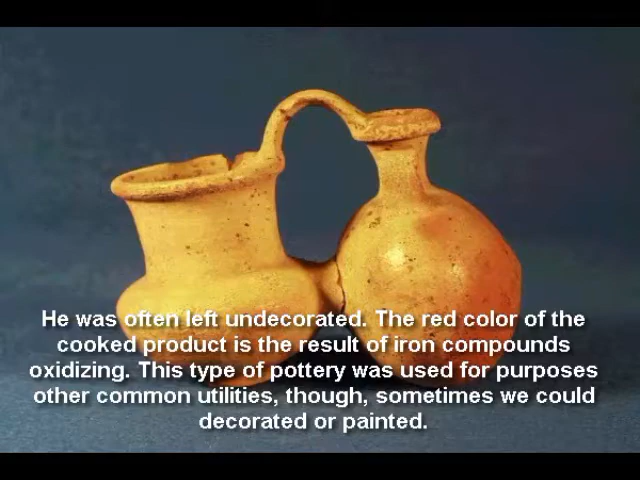 He was often left undecorated. The red color of the
cooked product is the result of iron compounds
oxidizing. This type of pottery was used for purposes
other common utilities, though, sometimes we could
decorated or painted.